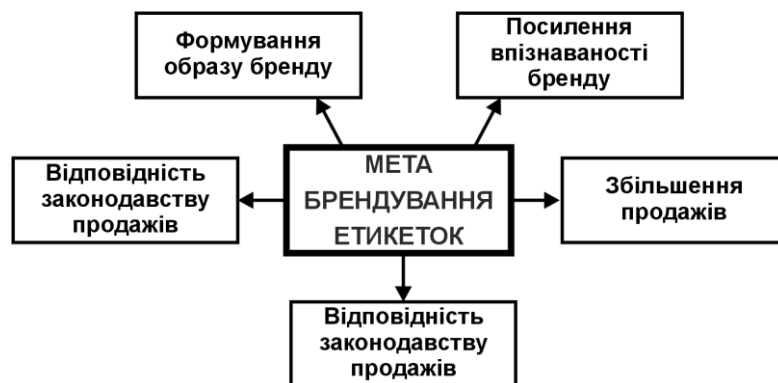 Формування
образу бренду
Посилення
впізнаваності
бренду
Відповідність
законодавству
продажів
МЕТА
БРЕНДУВАННЯ
ЕТИКЕТОК
Збільшення
продажів
Відповідність
законодавству
продажів